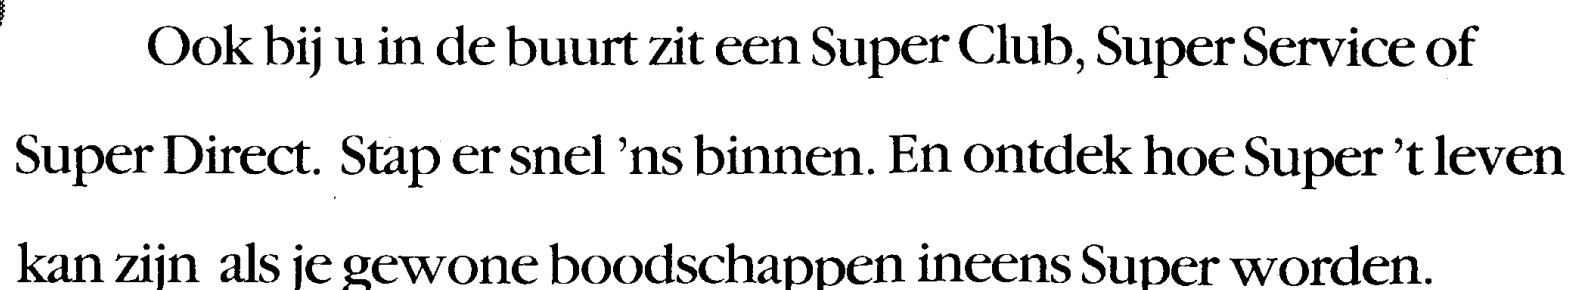 Ook bij u in de buurt zit een Super Club, Super Service of
Super Direct. Stap er snel 'ns binnen. En ontdek hoe Super 't leven
kan zijn als je gewone boodschappen ineens Super worden.